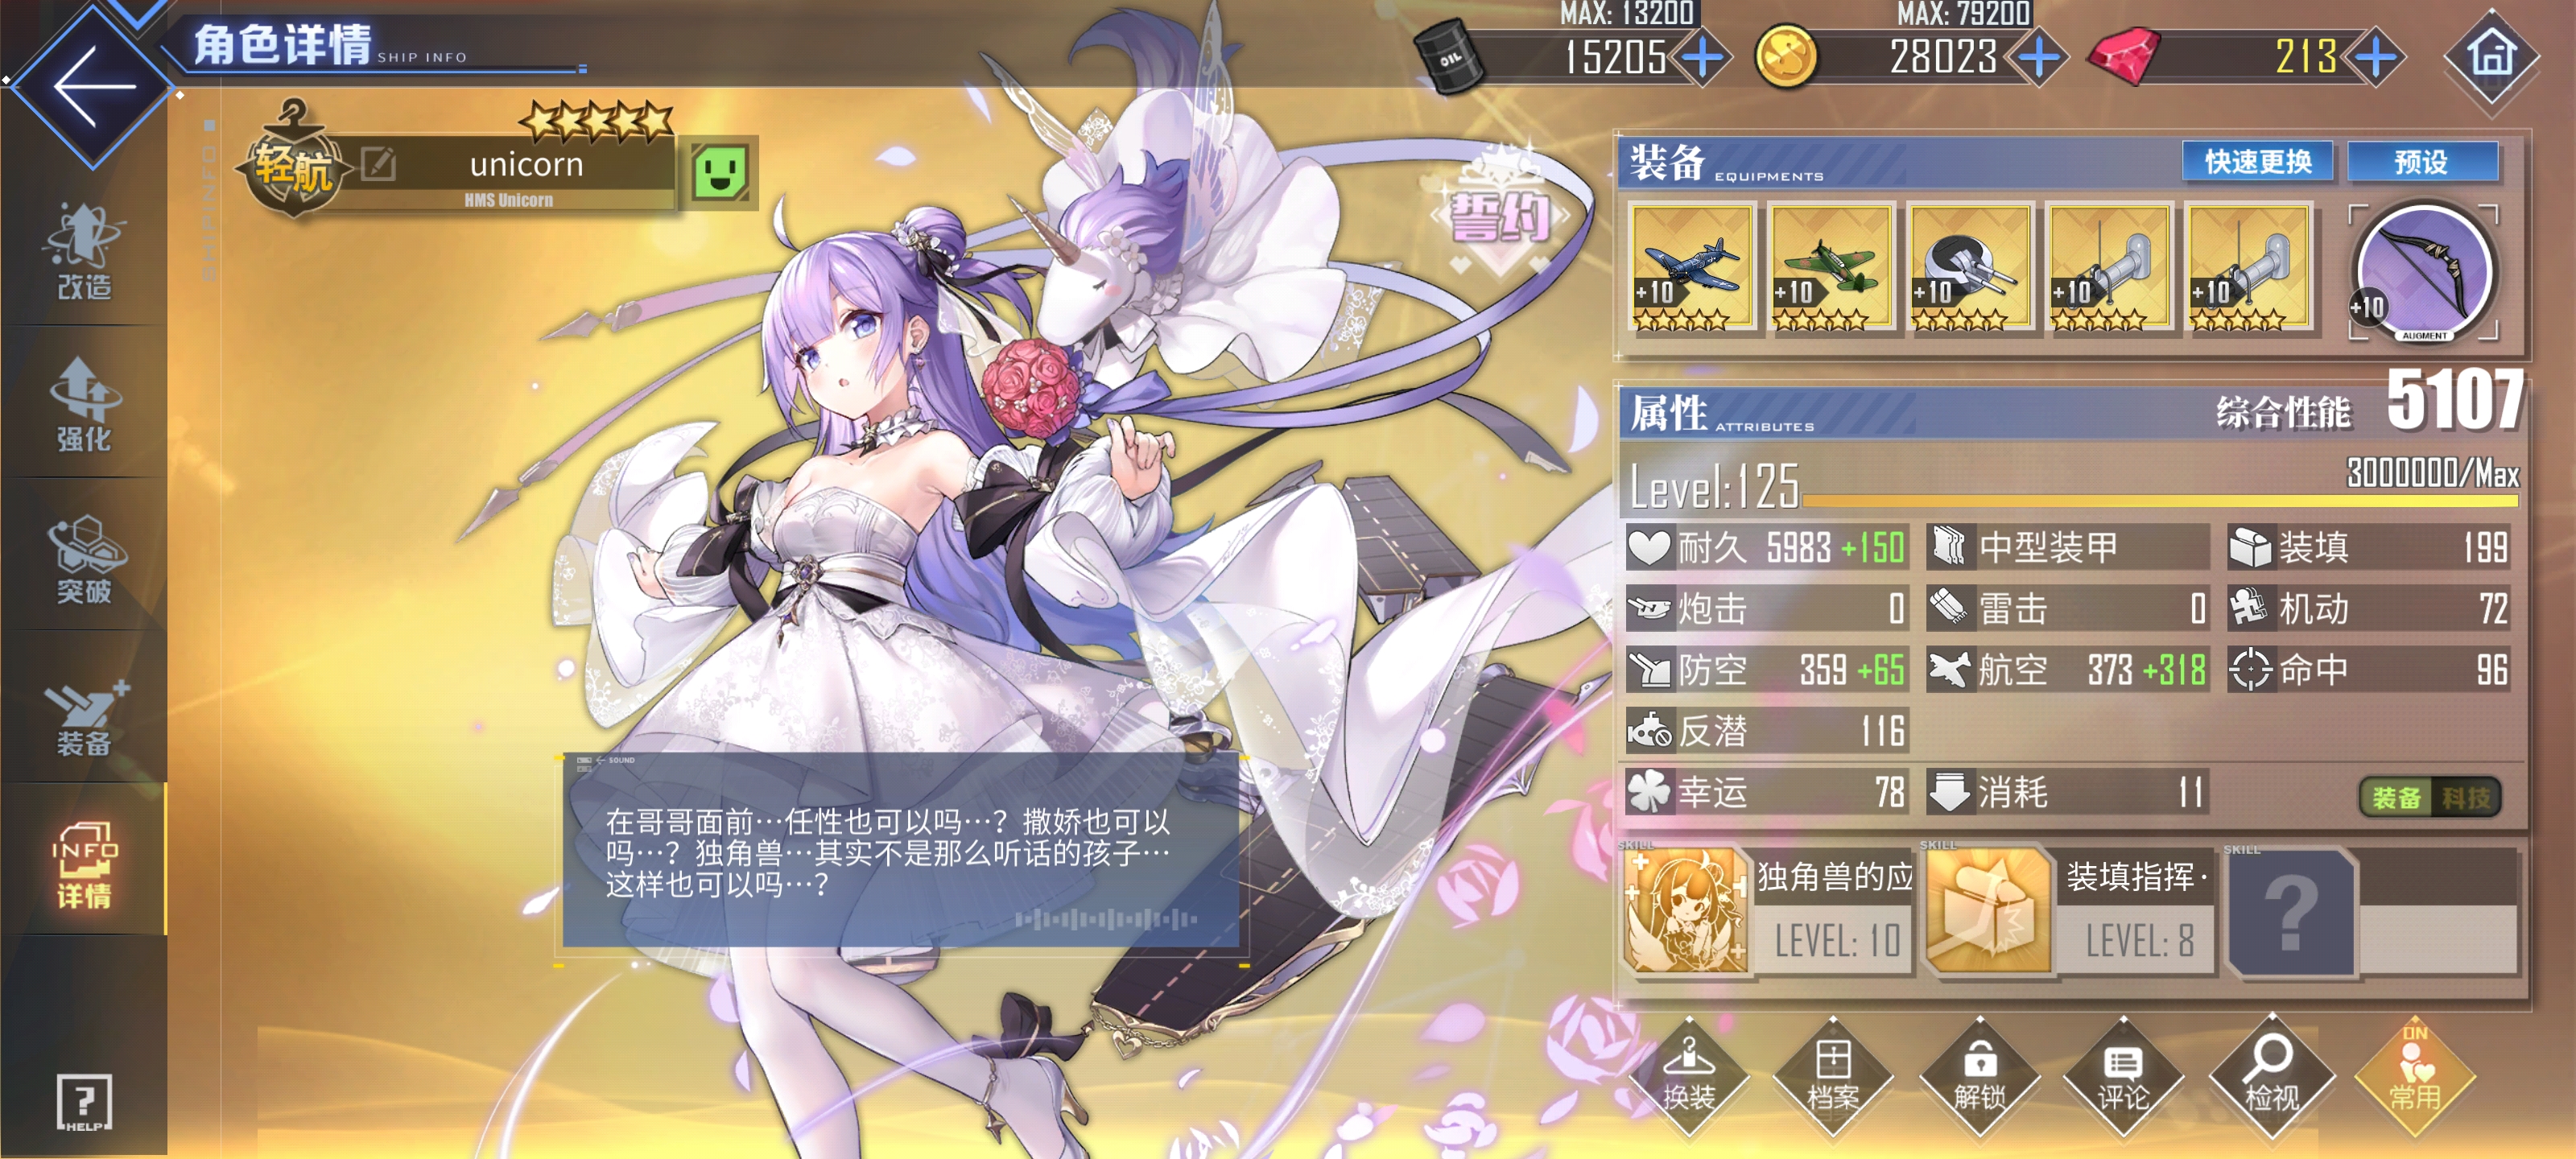 角色详情 SHIP INFO
MAX: 13200
15205
MAX: 79200
28023
213
OIL
轻航
unicorn
HMS Unicorn
誓约
改造
强化
突破
装备
INFO
详情
HELP
SHIPINFO
SOUND
在哥哥面前…任性也可以吗…？撒娇也可以
吗…？独角兽…其实不是那么听话的孩子…
这样也可以吗…？
装备 EQUIPMENTS
快速更换
预设
+10
+10
+10
+10
+10
+10
AUGMENT
属性 ATTRIBUTES
综合性能 5107
Level:125
3000000/Max
耐久 5983 +150
中型装甲
装填 199
炮击 0
雷击 0
机动 72
防空 359 +65
航空 373 +318
命中 96
反潜 116
幸运 78
消耗 11
装备 科技
SKILL
独角兽的应
LEVEL: 10
SKILL
装填指挥·
LEVEL: 8
SKILL
?
换装
档案
解锁
评论
检视
ON
常用